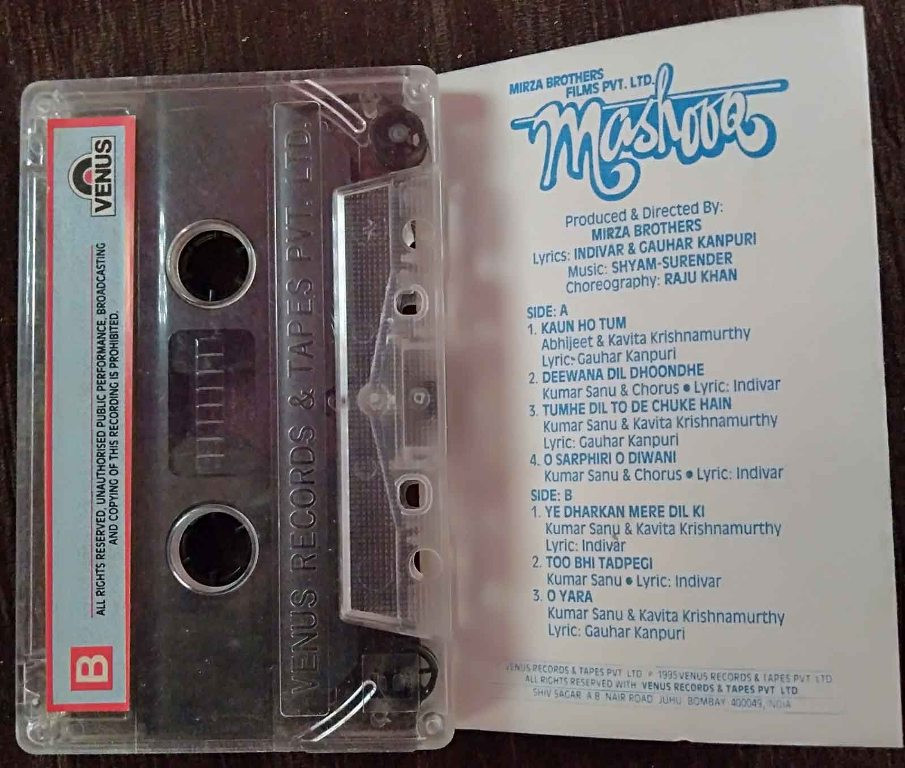 VENUS
ALL RIGHTS RESERVED, UNAUTHORISED PUBLIC PERFORMANCE, BROADCASTING
AND COPYING OF THIS RECORDING IS PROHIBITED.
B
VENUS RECORDS & TAPES PVT. LTD.
MIRZA BROTHERS
FILMS PVT. LTD.
Mashooq
Produced & Directed By:
MIRZA BROTHERS
Lyrics: INDIVAR & GAUHAR KANPURI
Music: SHYAM-SURENDER
Choreography: RAJU KHAN
SIDE: A
1. KAUN HO TUM
Abhijeet & Kavita Krishnamurthy
Lyric: Gauhar Kanpuri
2. DEEWANA DIL DHOONDHE
Kumar Sanu & Chorus • Lyric: Indivar
3. TUMHE DIL TO DE CHUKE HAIN
Kumar Sanu & Kavita Krishnamurthy
Lyric: Gauhar Kanpuri
4. O SARPHIRI O DIWANI
Kumar Sanu & Chorus • Lyric: Indivar
SIDE: B
1. YE DHARKAN MERE DIL KI
Kumar Sanu & Kavita Krishnamurthy
Lyric: Indivar
2. TOO BHI TADPEGI
Kumar Sanu • Lyric: Indivar
3. O YARA
Kumar Sanu & Kavita Krishnamurthy
Lyric: Gauhar Kanpuri
VENUS RECORDS & TAPES PVT LTD ℗ 1995 VENUS RECORDS & TAPES PVT LTD
ALL RIGHTS RESERVED WITH VENUS RECORDS & TAPES PVT LTD
SHIV SAGAR A B NAIR ROAD JUHU BOMBAY 400049, INDIA